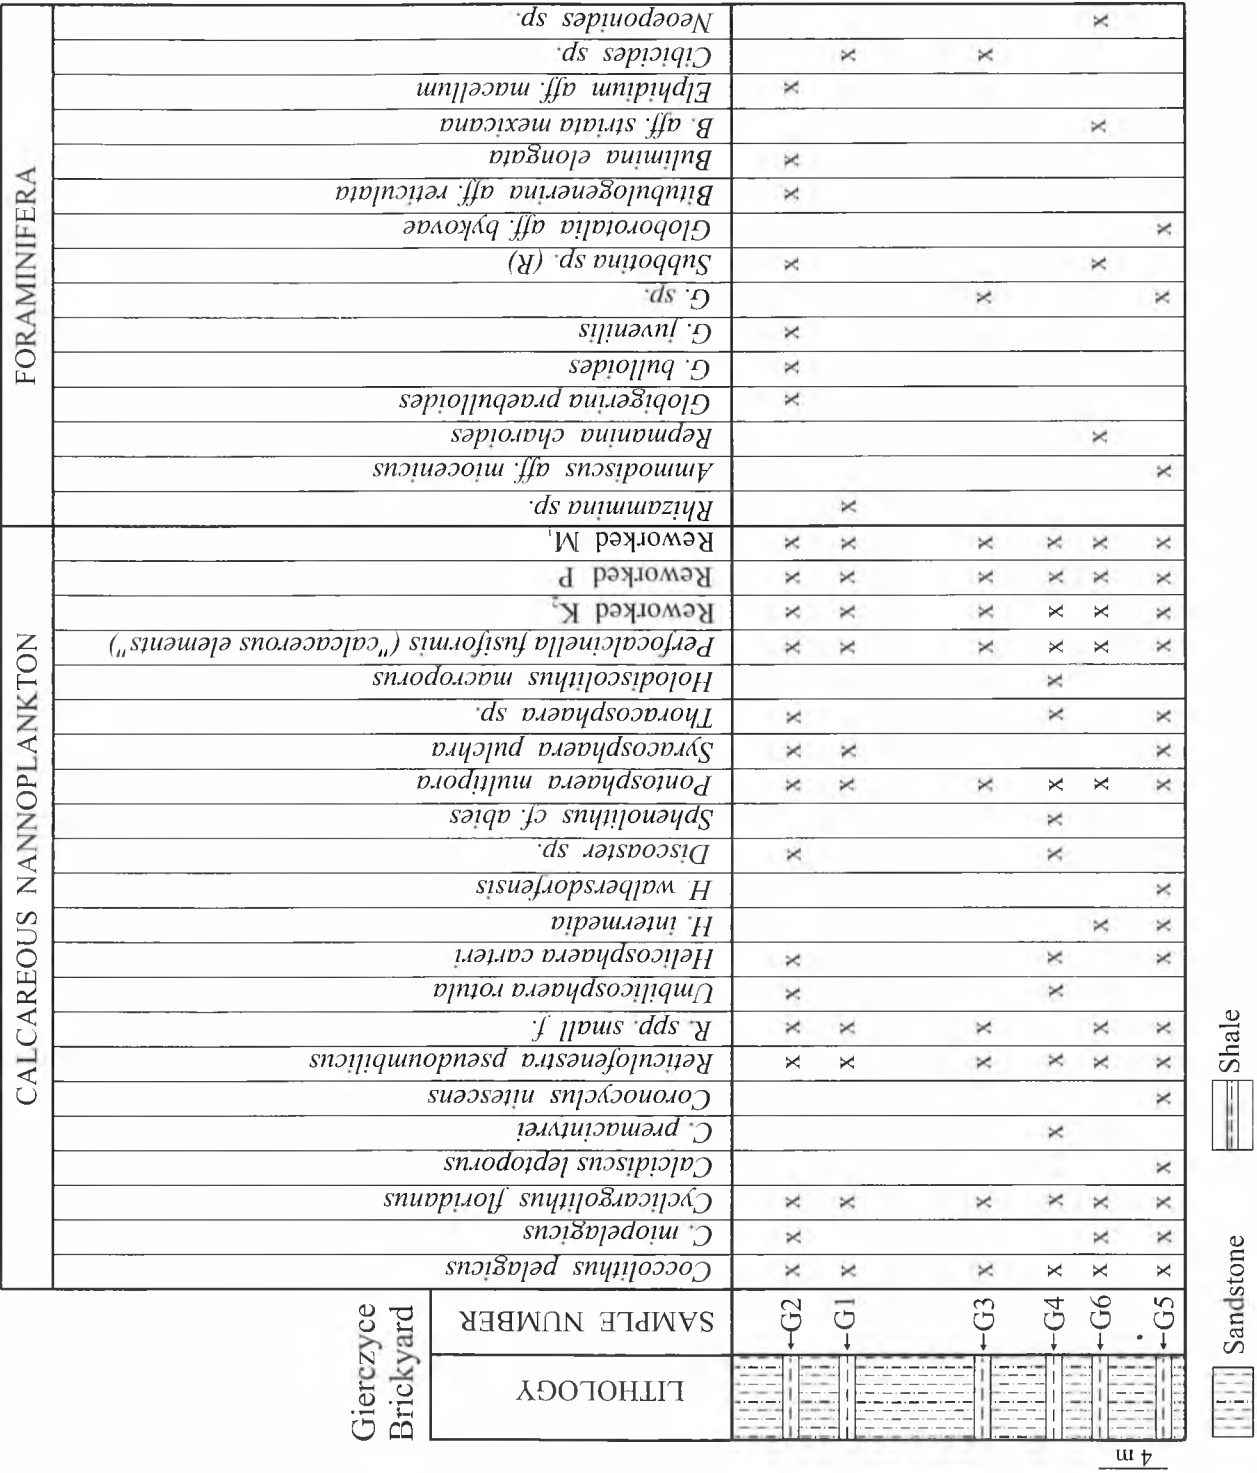 Gierczyce
Brickyard
LITHOLOGY
SAMPLE NUMBER
CALCAREOUS NANNOPLANKTON
Coccolithus pelagicus
C. miopelagicus
Cyclicargolithus floridanus
Calcidiscus leptoporus
C. premacintyrei
Coronocyclus nitescens
Reticulofenestra pseudoumbilicus
R. spp. small f.
Umbilicosphaera rotula
Helicosphaera carteri
H. intermedia
H. walbersdorfensis
Discoaster sp.
Sphenolithus cf. abies
Pontosphaera multipora
Syracosphaera pulchra
Thoracosphaera sp.
Holodiscolithus macroporus
Perfocalcinella fusiformis ("calcacerous elements")
Reworked K₂
Reworked P
Reworked M₁
FORAMINIFERA
Rhizammina sp.
Ammodiscus aff. miocenicus
Repmanina charoides
Globigerina praebulloides
G. bulloides
G. juvenilis
G. sp.
Subbotina sp. (R)
Globorotalia aff. bykovae
Bitubulogenerina aff. reticulata
Bulimina elongata
B. aff. striata mexicana
Elphidium aff. macellum
Cibicides sp.
Neoeponides sp.
G2 x x x x x x x x x x x x x x x x x x x x x x
G1 x x x x x x x x x x x
G3 x x x x x x x x x x x
G4 x x x x x x x x x x x x x x x
G6 x x x x x x x x x x x x x x x
G5 x x x x x x x x x x x x x x x x x x x x
4 m
Sandstone
Shale